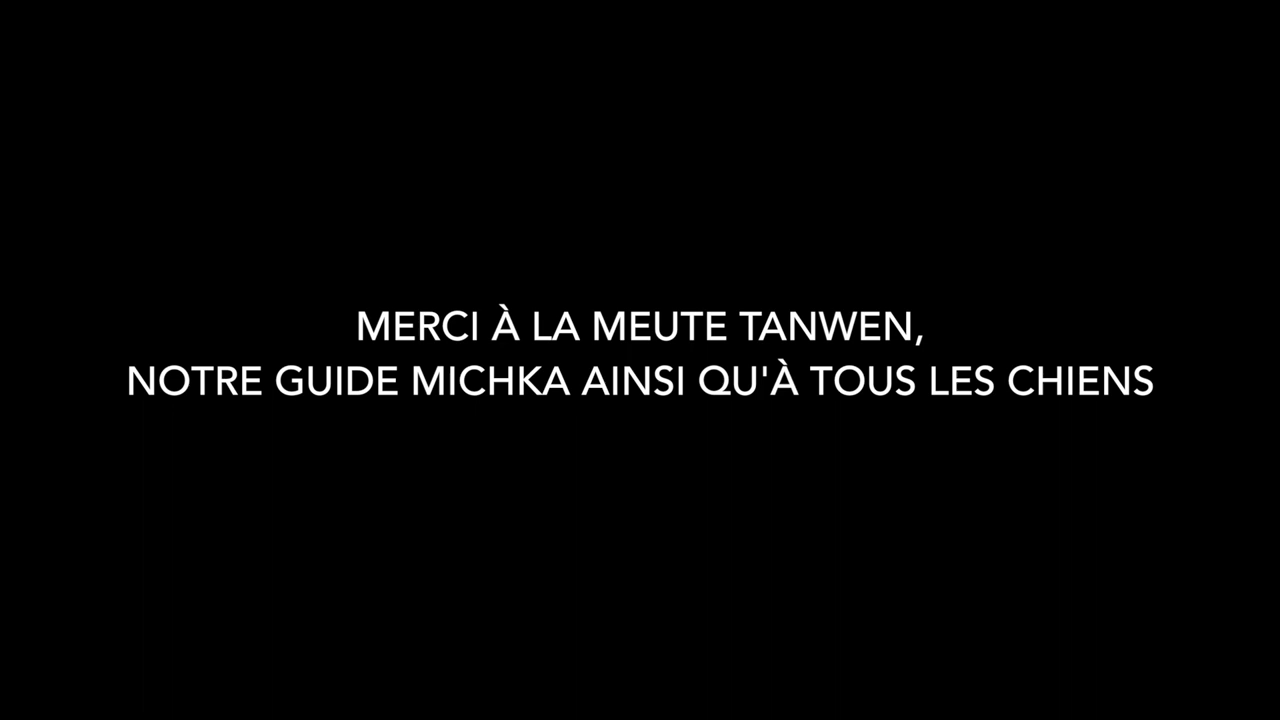 MERCI À LA MEUTE TANWEN,
NOTRE GUIDE MICHKA AINSI QU'À TOUS LES CHIENS